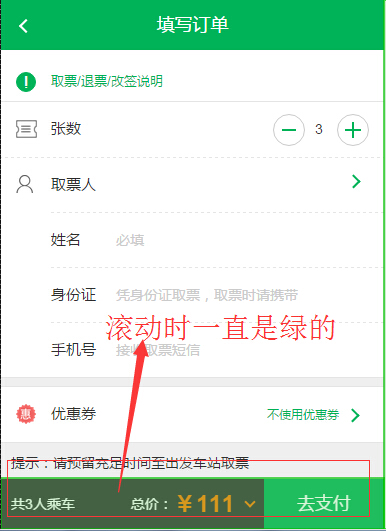 填写订单
取票/退票/改签说明
张数 3
取票人
姓名 必填
身份证 凭身份证取票，取票时请携带
滚动时一直是绿的
手机号 接收取票短信
惠 优惠券 不使用优惠券
提示：请预留充足时间至出发车站取票
共3人乘车 总价：¥111 去支付